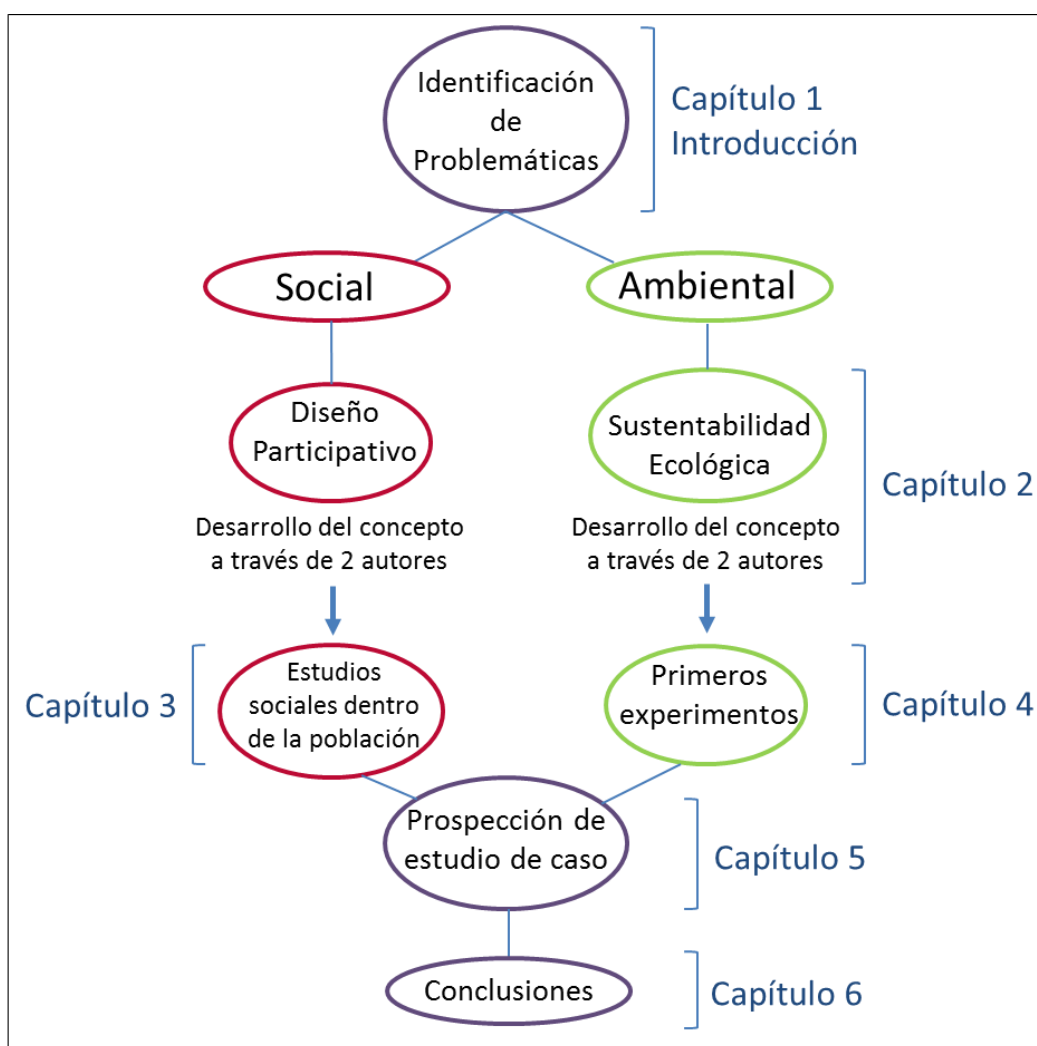 Identificación
de
Problemáticas
Capítulo 1
Introducción
Social
Ambiental
Diseño
Participativo
Sustentabilidad
Ecológica
Capítulo 2
Desarrollo del concepto
a través de 2 autores
Desarrollo del concepto
a través de 2 autores
Capítulo 3
Estudios
sociales dentro
de la población
Primeros
experimentos
Capítulo 4
Prospección de
estudio de caso
Capítulo 5
Conclusiones
Capítulo 6